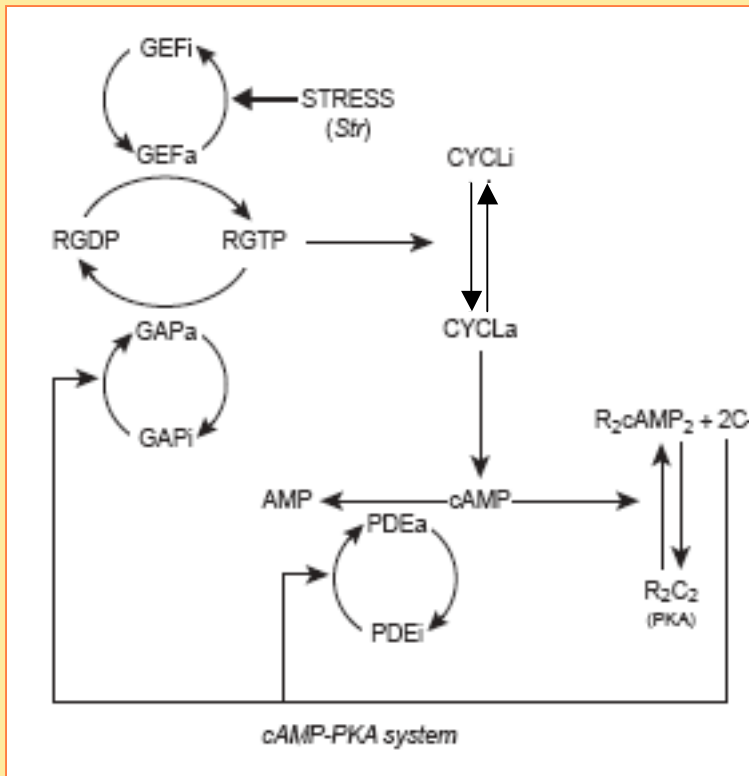 GEFi
STRESS
(Str)
GEFa
CYCLi
RGDP
RGTP
GAPa
CYCLa
GAPi
R₂cAMP₂ + 2C
AMP
cAMP
PDEa
R₂C₂
(PKA)
PDEi
cAMP-PKA system